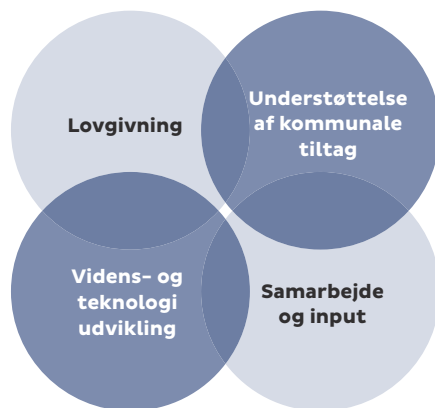 Lovgivning
Understøttelse
af kommunale
tiltag
Videns- og
teknologi
udvikling
Samarbejde
og input